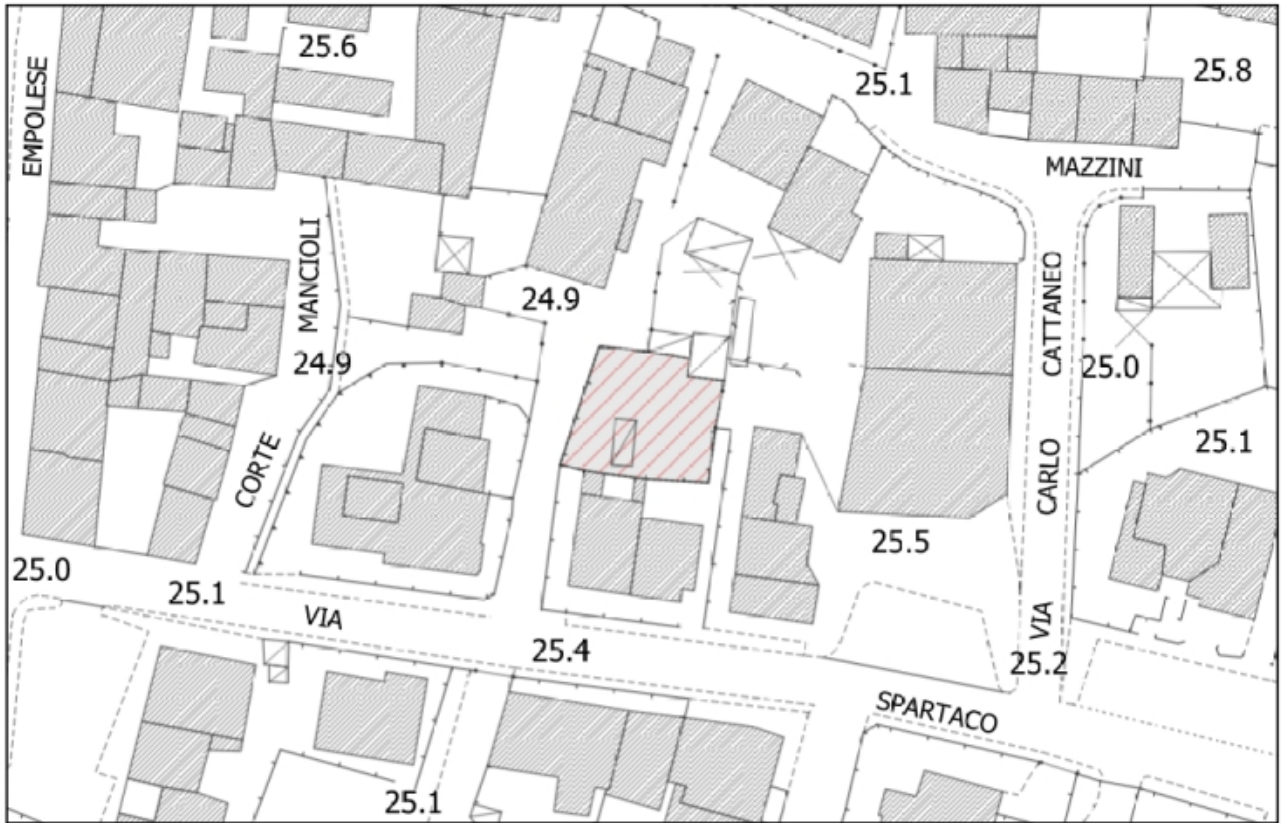 25.6
25.1
25.8
EMPOLESE
MAZZINI
MANCIOLI
24.9
CATTANEO
24.9
25.0
25.1
CORTE
CARLO
25.5
25.0
25.1
VIA
VIA
25.4
25.2
SPARTACO
25.1